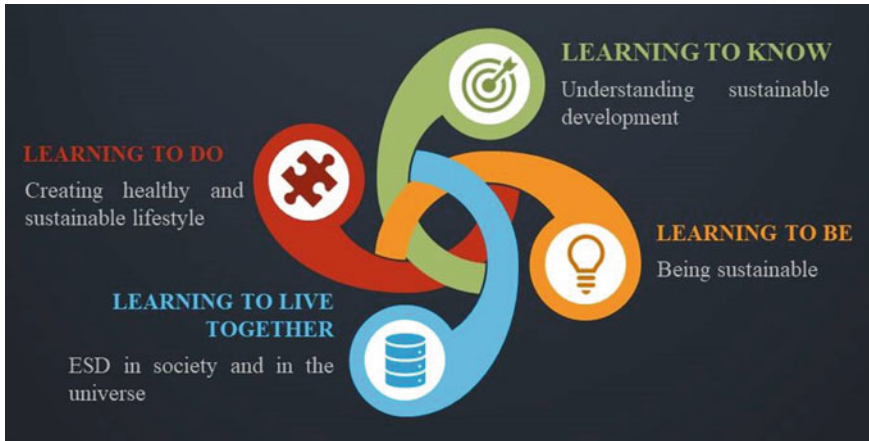 LEARNING TO KNOW
Understanding sustainable
development
LEARNING TO DO
Creating healthy and
sustainable lifestyle
LEARNING TO BE
Being sustainable
LEARNING TO LIVE
TOGETHER
ESD in society and in the
universe